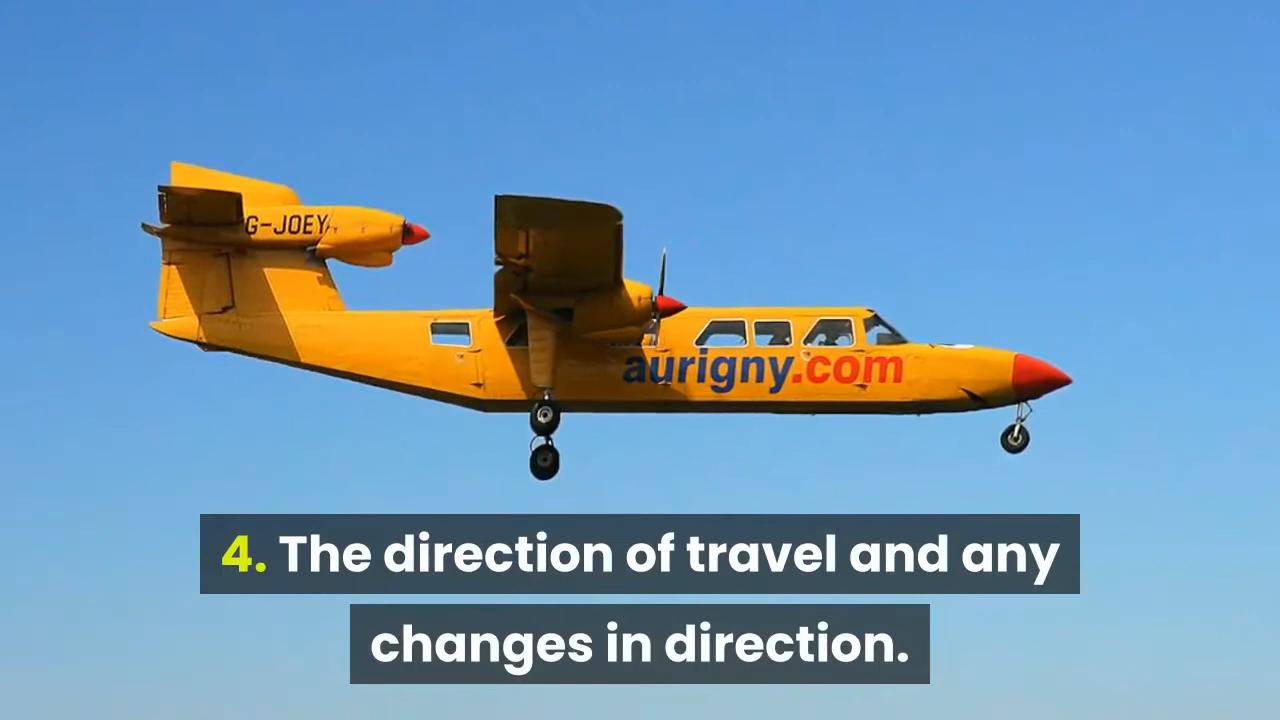 G-JOEY
aurigny.com
4. The direction of travel and any
changes in direction.